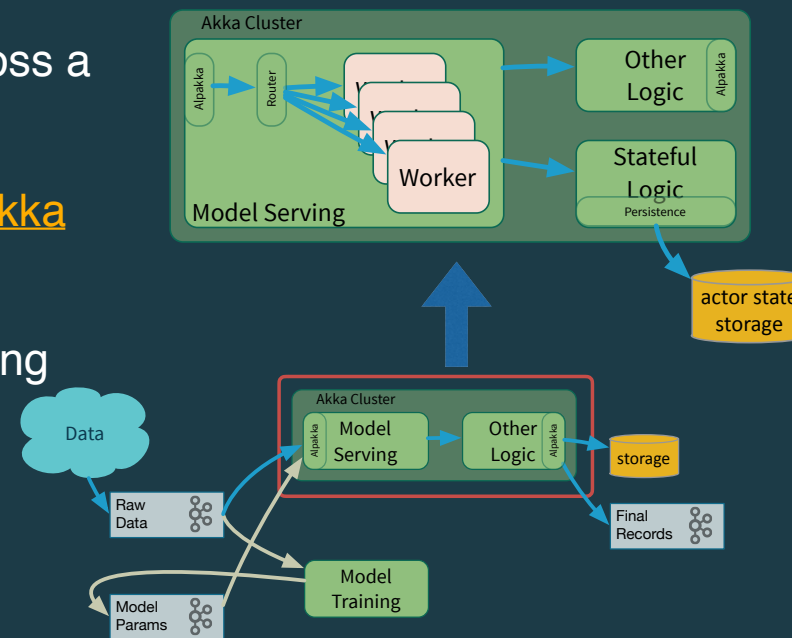 oss a
kka
ng
Akka Cluster
Alpakka
Router
Worker
Model Serving
Other
Logic
Alpakka
Stateful
Logic
Persistence
actor state
storage
Data
Akka Cluster
Alpakka
Model
Serving
Other
Logic
Alpakka
storage
Raw
Data
Final
Records
Model
Training
Model
Params